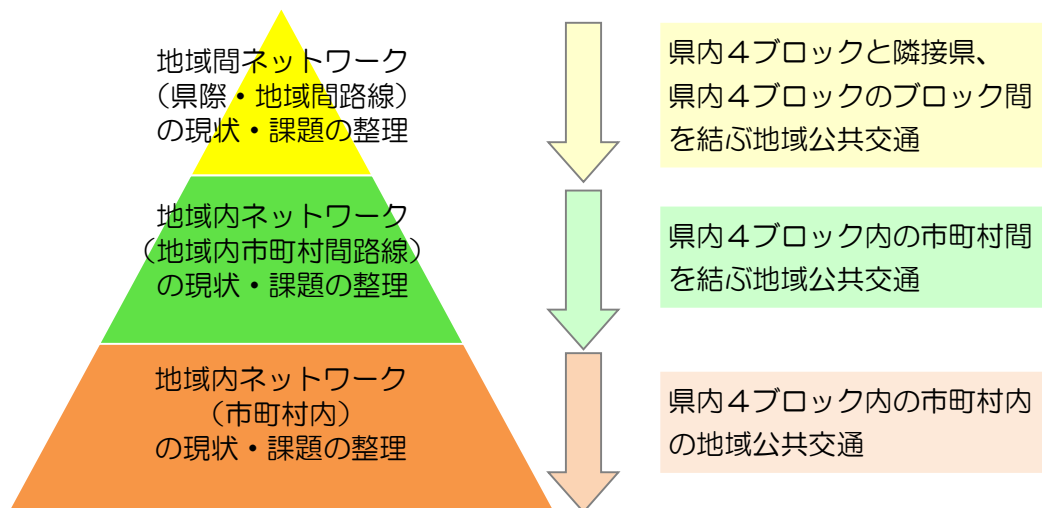 地域間ネットワーク
（県際・地域間路線）
の現状・課題の整理
県内４ブロックと隣接県、
県内４ブロックのブロック間
を結ぶ地域公共交通
地域内ネットワーク
（地域内市町村間路線）
の現状・課題の整理
県内４ブロック内の市町村間
を結ぶ地域公共交通
地域内ネットワーク
（市町村内）
の現状・課題の整理
県内４ブロック内の市町村内
の地域公共交通